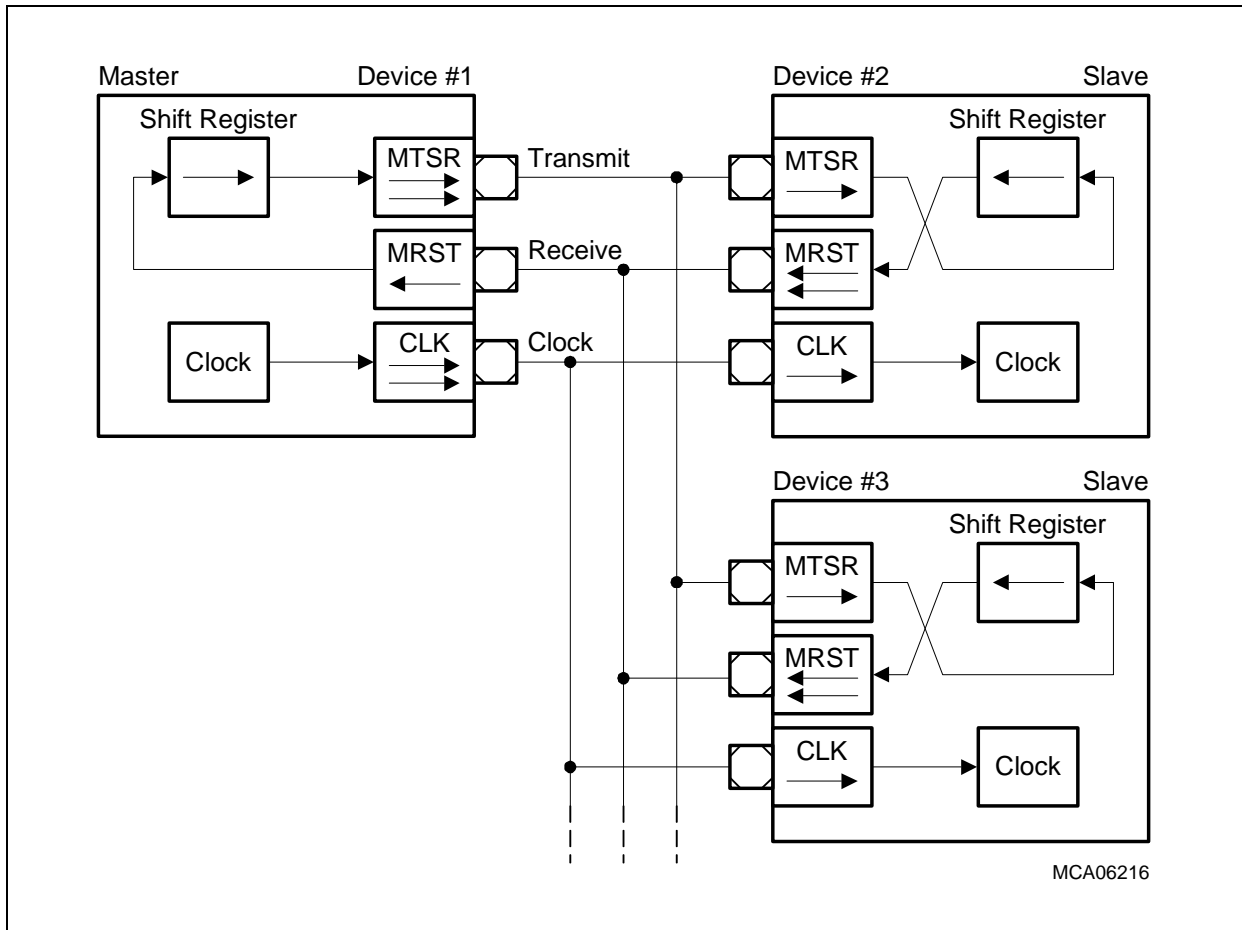 Master Device #1
Shift Register
MTSR
Transmit
MRST
Receive
Clock
CLK
Clock
Device #2 Slave
Shift Register
MTSR
MRST
CLK
Clock
Device #3 Slave
Shift Register
MTSR
MRST
CLK
Clock
MCA06216